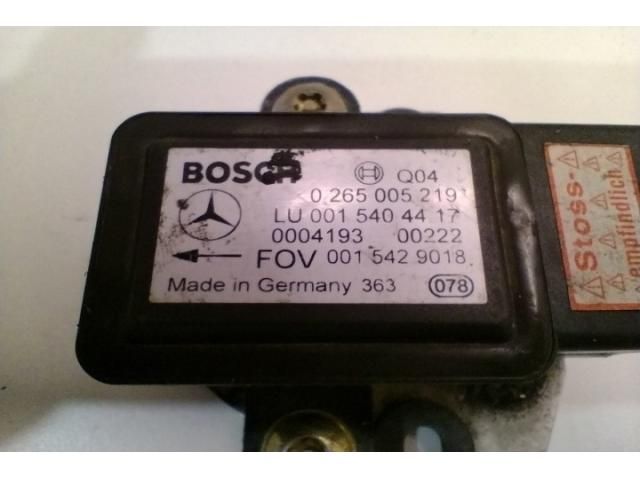 BOSCH
Q04
0 265 005 219
LU 001 540 44 17
0004193 00222
FOV 001 542 9018
Made in Germany 363 078
Stoss-
mpfindlich